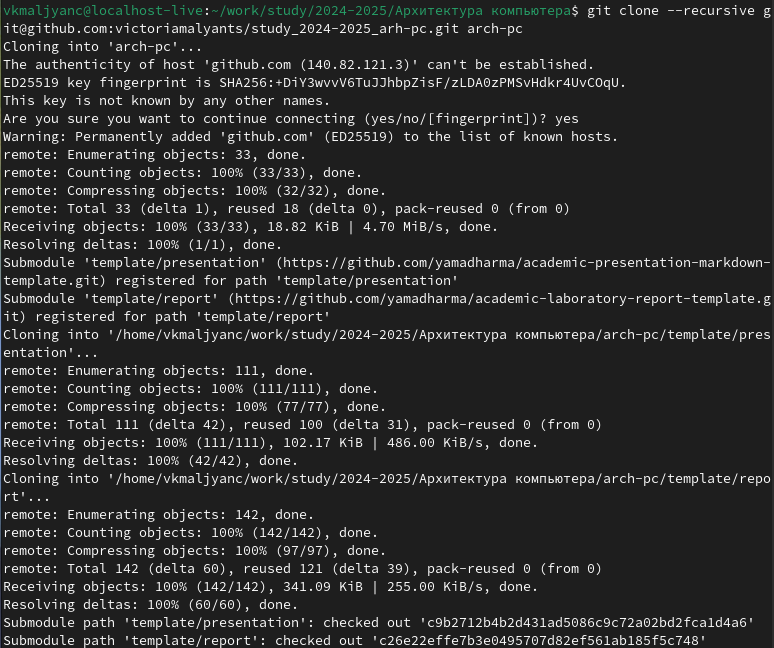 vkmaljyanc@localhost-live:~/work/study/2024-2025/Архитектура компьютера$ git clone --recursive g
it@github.com:victoriamalyants/study_2024-2025_arh-pc.git arch-pc
Cloning into 'arch-pc'...
The authenticity of host 'github.com (140.82.121.3)' can't be established.
ED25519 key fingerprint is SHA256:+DiY3wvvV6TuJJhbpZisF/zLDA0zPMSvHdkr4UvCOqU.
This key is not known by any other names.
Are you sure you want to continue connecting (yes/no/[fingerprint])? yes
Warning: Permanently added 'github.com' (ED25519) to the list of known hosts.
remote: Enumerating objects: 33, done.
remote: Counting objects: 100% (33/33), done.
remote: Compressing objects: 100% (32/32), done.
remote: Total 33 (delta 1), reused 18 (delta 0), pack-reused 0 (from 0)
Receiving objects: 100% (33/33), 18.82 KiB | 4.70 MiB/s, done.
Resolving deltas: 100% (1/1), done.
Submodule 'template/presentation' (https://github.com/yamadharma/academic-presentation-markdown-
template.git) registered for path 'template/presentation'
Submodule 'template/report' (https://github.com/yamadharma/academic-laboratory-report-template.g
it) registered for path 'template/report'
Cloning into '/home/vkmaljyanc/work/study/2024-2025/Архитектура компьютера/arch-pc/template/pres
entation'...
remote: Enumerating objects: 111, done.
remote: Counting objects: 100% (111/111), done.
remote: Compressing objects: 100% (77/77), done.
remote: Total 111 (delta 42), reused 100 (delta 31), pack-reused 0 (from 0)
Receiving objects: 100% (111/111), 102.17 KiB | 486.00 KiB/s, done.
Resolving deltas: 100% (42/42), done.
Cloning into '/home/vkmaljyanc/work/study/2024-2025/Архитектура компьютера/arch-pc/template/repo
rt'...
remote: Enumerating objects: 142, done.
remote: Counting objects: 100% (142/142), done.
remote: Compressing objects: 100% (97/97), done.
remote: Total 142 (delta 60), reused 121 (delta 39), pack-reused 0 (from 0)
Receiving objects: 100% (142/142), 341.09 KiB | 255.00 KiB/s, done.
Resolving deltas: 100% (60/60), done.
Submodule path 'template/presentation': checked out 'c9b2712b4b2d431ad5086c9c72a02bd2fca1d4a6'
Submodule path 'template/report': checked out 'c26e22effe7b3e0495707d82ef561ab185f5c748'